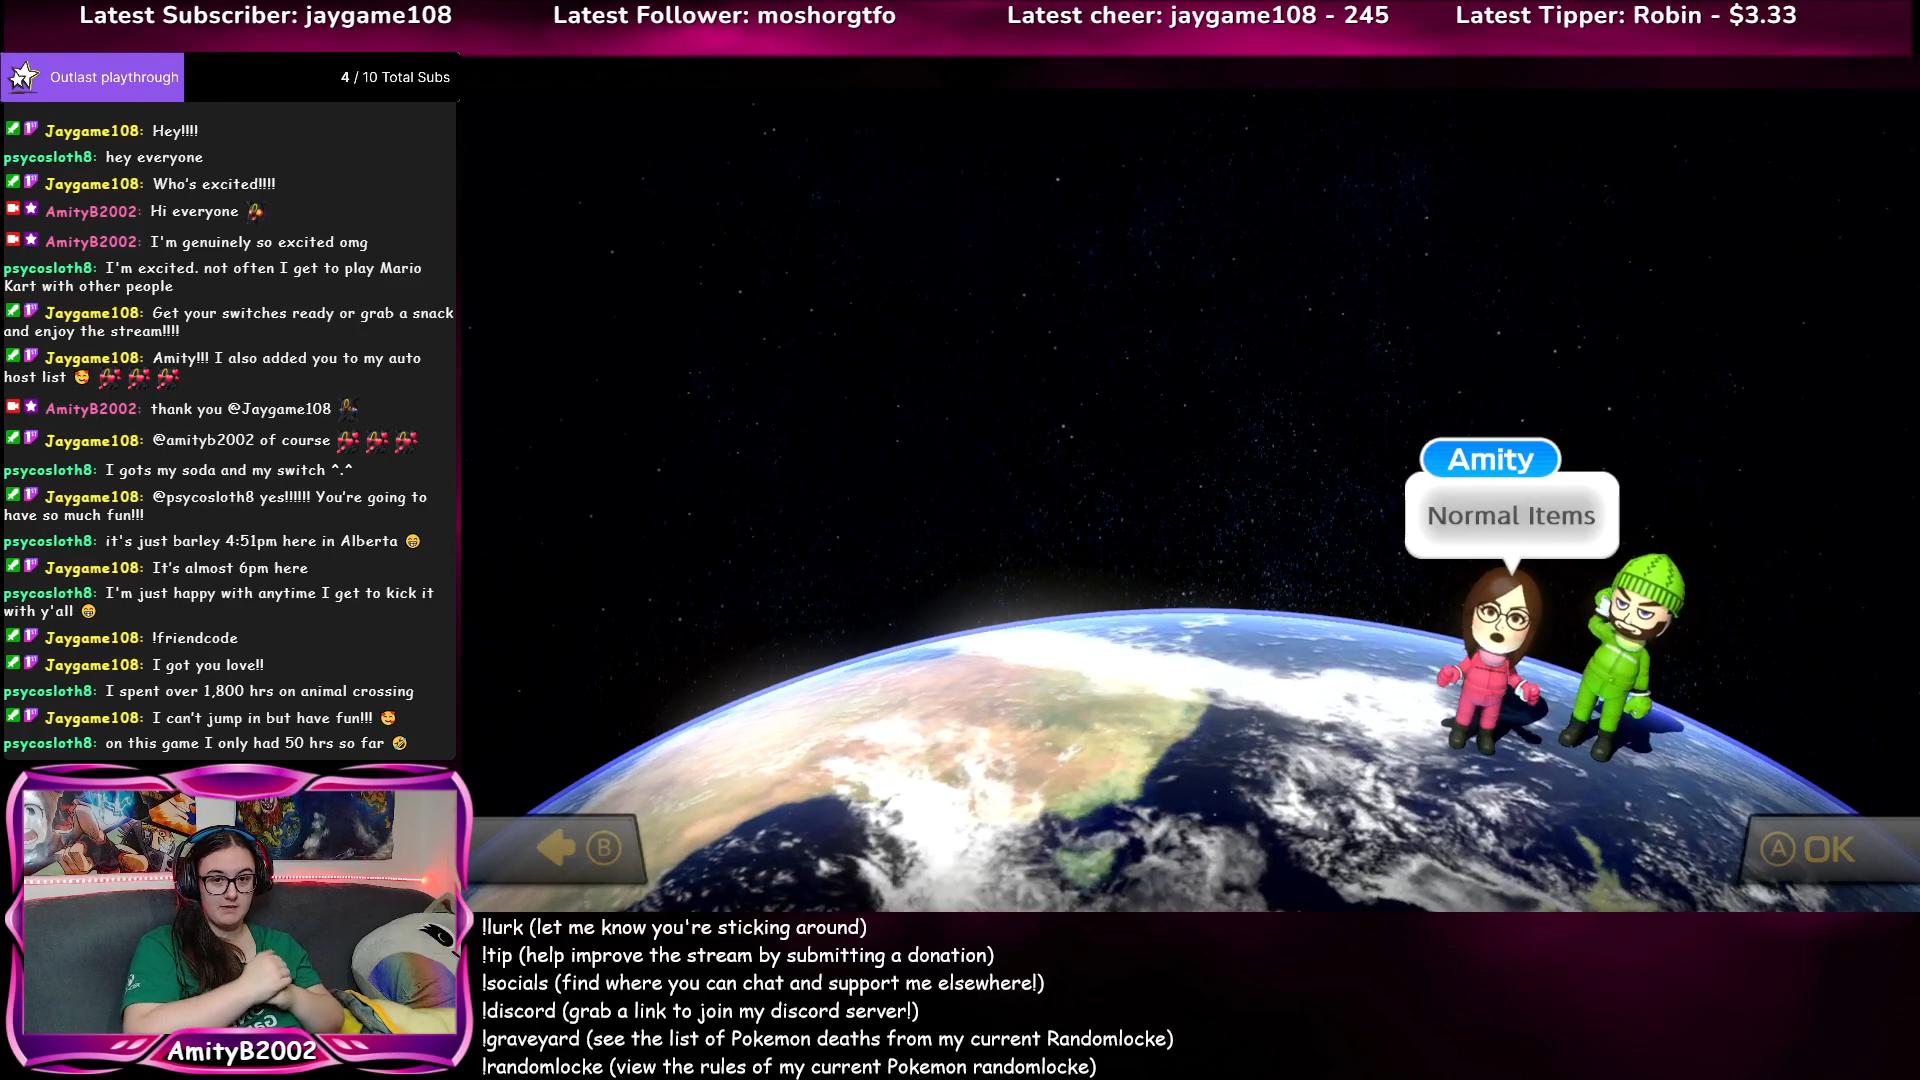 Latest Subscriber: jaygame108
Latest Follower: moshorgtfo
Latest cheer: jaygame108 - 245
Latest Tipper: Robin - $3.33
Outlast playthrough
4 / 10 Total Subs
Jaygame108: Hey!!!!
psycosloth8: hey everyone
Jaygame108: Who's excited!!!!
AmityB2002: Hi everyone
AmityB2002: I'm genuinely so excited omg
psycosloth8: I'm excited. not often I get to play Mario
Kart with other people
Jaygame108: Get your switches ready or grab a snack
and enjoy the stream!!!!
Jaygame108: Amity!!! I also added you to my auto
host list
AmityB2002: thank you @Jaygame108
Jaygame108: @amityb2002 of course
psycosloth8: I gots my soda and my switch ^.^
Jaygame108: @psycosloth8 yes!!!!!! You're going to
have so much fun!!!
psycosloth8: it's just barley 4:51pm here in Alberta
Jaygame108: It's almost 6pm here
psycosloth8: I'm just happy with anytime I get to kick it
with y'all
Jaygame108: !friendcode
Jaygame108: I got you love!!
psycosloth8: I spent over 1,800 hrs on animal crossing
Jaygame108: I can't jump in but have fun!!!
psycosloth8: on this game I only had 50 hrs so far
Amity
Normal Items
B
A OK
AmityB2002
!lurk (let me know you're sticking around)
!tip (help improve the stream by submitting a donation)
!socials (find where you can chat and support me elsewhere!)
!discord (grab a link to join my discord server!)
!graveyard (see the list of Pokemon deaths from my current Randomlocke)
!randomlocke (view the rules of my current Pokemon randomlocke)